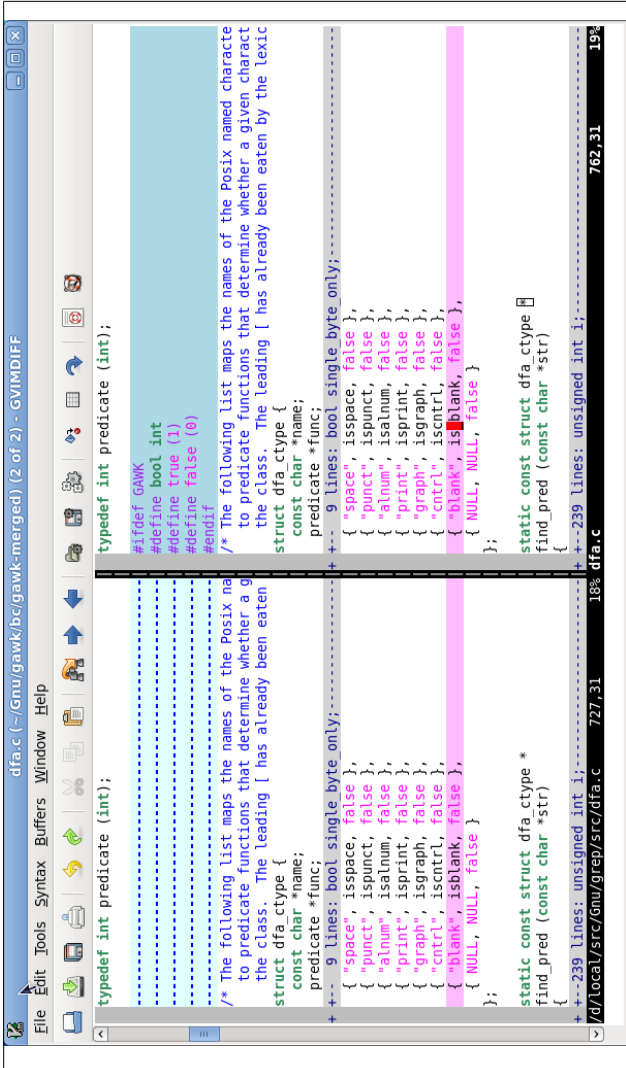 dfa.c (~/Gnu/gawk/bc/gawk-merged) (2 of 2) - GVIMDIFF
File Edit Tools Syntax Buffers Window Help
typedef int predicate (int);
/* The following list maps the names of the Posix na
to predicate functions that determine whether a g
the class. The leading [ has already been eaten
struct dfa_ctype {
const char *name;
predicate *func;
+ +-- 9 lines: bool single_byte_only;--------------------
{ "space", isspace, false },
{ "punct", ispunct, false },
{ "alnum", isalnum, false },
{ "print", isprint, false },
{ "graph", isgraph, false },
{ "cntrl", iscntrl, false },
{ "blank", isblank, false },
{ NULL, NULL, false }
};
static const struct dfa_ctype *
find_pred (const char *str)
{
+ +--239 lines: unsigned int i;--------------------
/d/local/src/Gnu/grep/src/dfa.c 727,31 18%
typedef int predicate (int);
#ifdef GAWK
#define bool int
#define true (1)
#define false (0)
#endif
/* The following list maps the names of the Posix named characte
to predicate functions that determine whether a given charact
the class. The leading [ has already been eaten by the lexic
struct dfa_ctype {
const char *name;
predicate *func;
+ +-- 9 lines: bool single_byte_only;--------------------
{ "space", isspace, false },
{ "punct", ispunct, false },
{ "alnum", isalnum, false },
{ "print", isprint, false },
{ "graph", isgraph, false },
{ "cntrl", iscntrl, false },
{ "blank", is blank, false },
{ NULL, NULL, false }
};
static const struct dfa_ctype *
find_pred (const char *str)
{
+ +--239 lines: unsigned int i;--------------------
dfa.c 762,31 19%